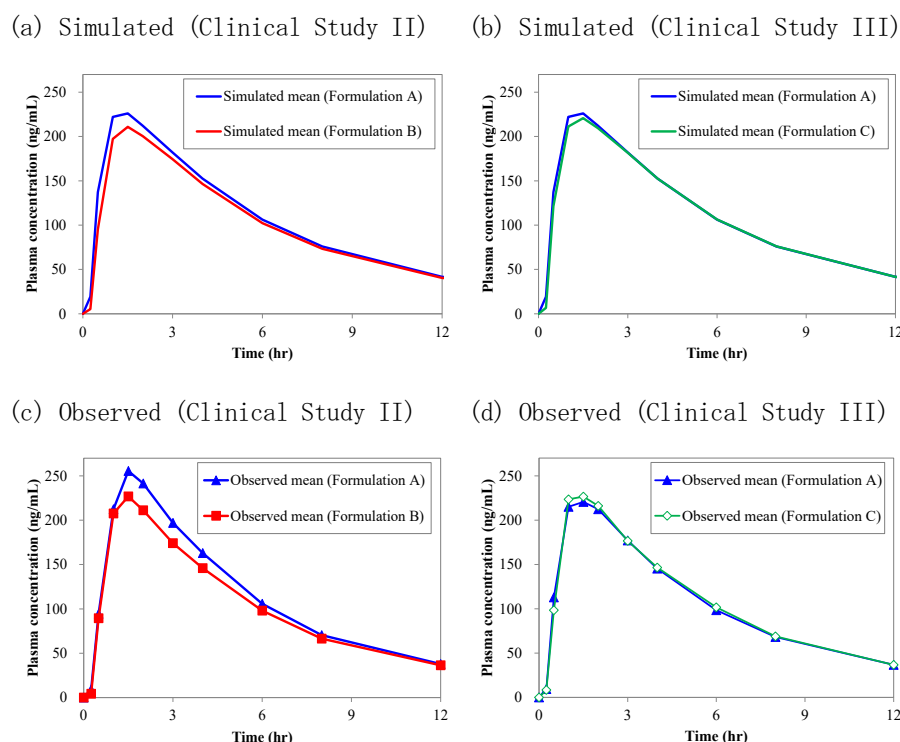 (a) Simulated (Clinical Study II)
(b) Simulated (Clinical Study III)
Plasma concentration (ng/mL)
250
200
150
100
50
0
Simulated mean (Formulation A)
Simulated mean (Formulation B)
0 3 6 9 12
Time (hr)
Plasma concentration (ng/mL)
250
200
150
100
50
0
Simulated mean (Formulation A)
Simulated mean (Formulation C)
0 3 6 9 12
Time (hr)
(c) Observed (Clinical Study II)
(d) Observed (Clinical Study III)
Plasma concentration (ng/mL)
250
200
150
100
50
0
Observed mean (Formulation A)
Observed mean (Formulation B)
0 3 6 9 12
Time (hr)
Plasma concentration (ng/mL)
250
200
150
100
50
0
Observed mean (Formulation A)
Observed mean (Formulation C)
0 3 6 9 12
Time (hr)